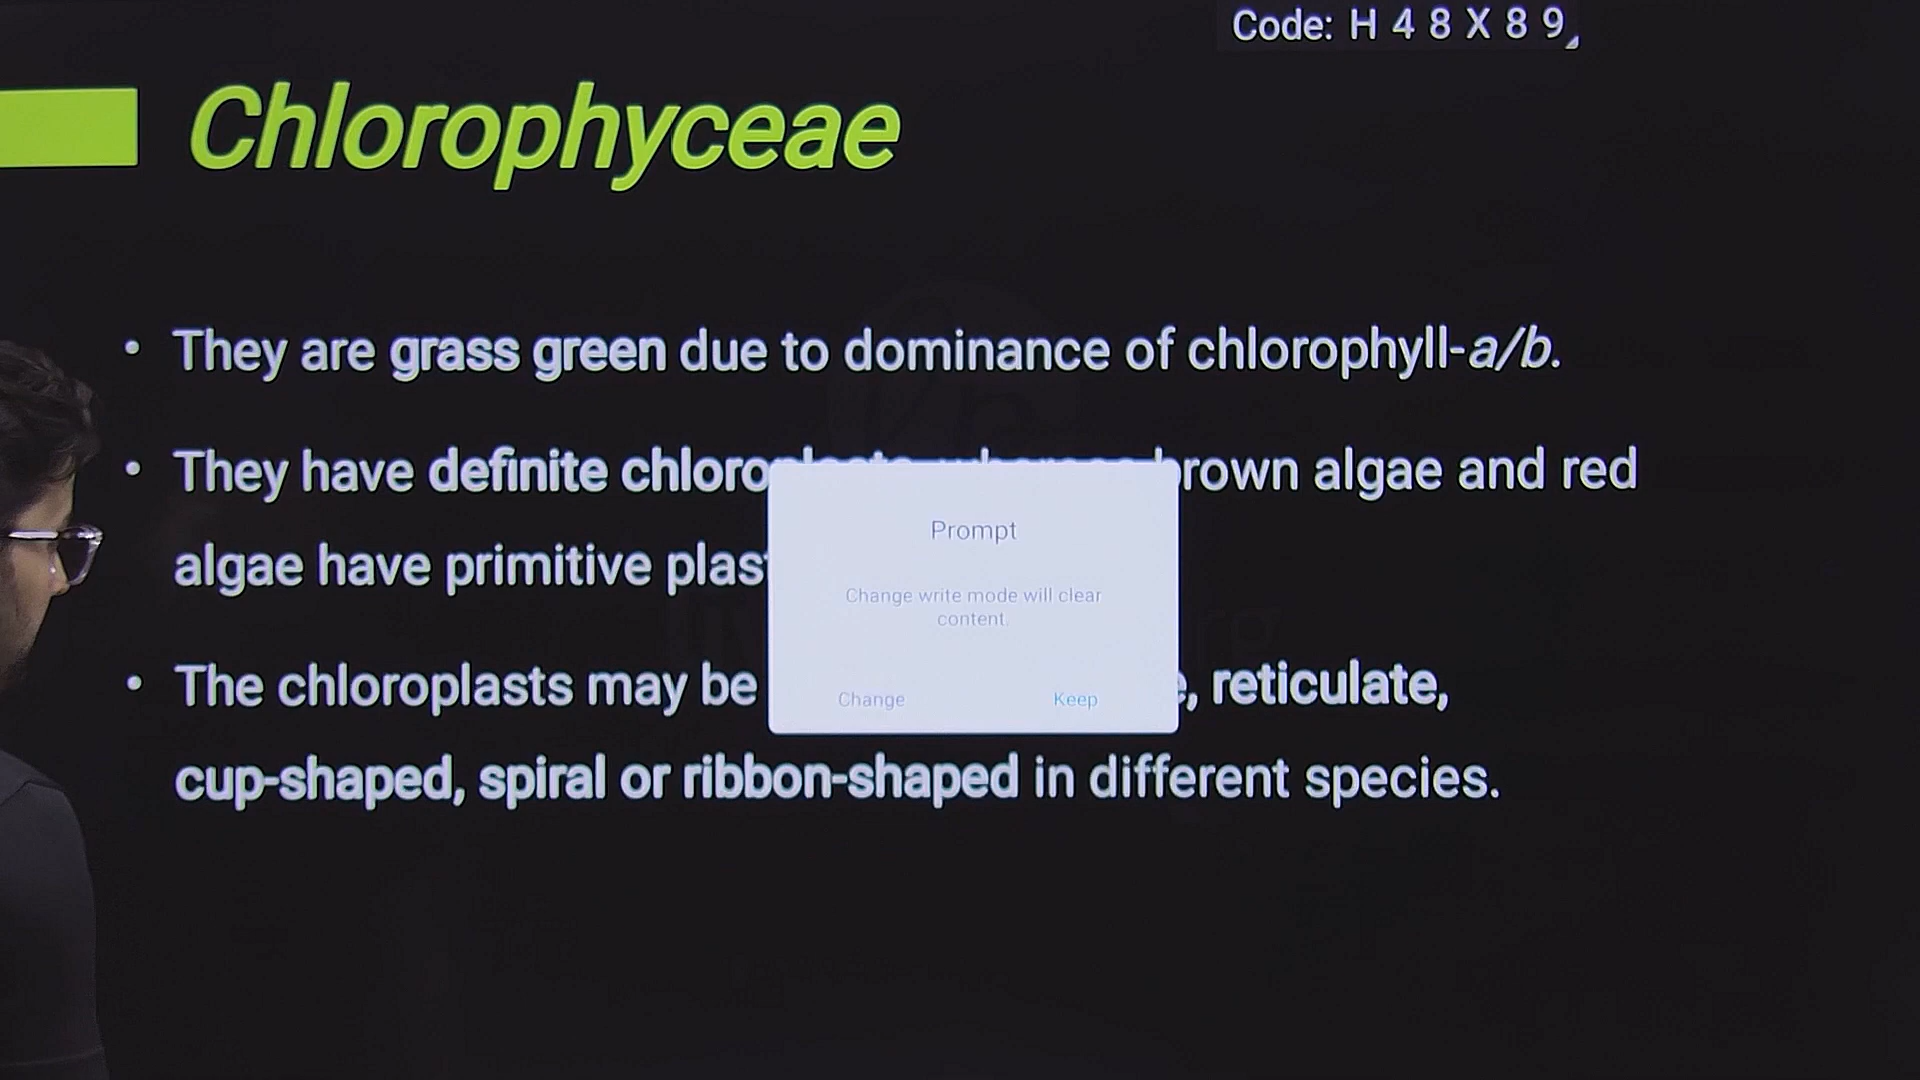 Code: H 4 8 X 8 9
Chlorophyceae
• They are grass green due to dominance of chlorophyll-a/b.
• They have definite chloroplasts, whereas brown algae and red
algae have primitive
Prompt
Change write mode will clear
content.
Change Keep
• The chloroplasts may be reticulate,
cup-shaped, spiral or ribbon-shaped in different species.